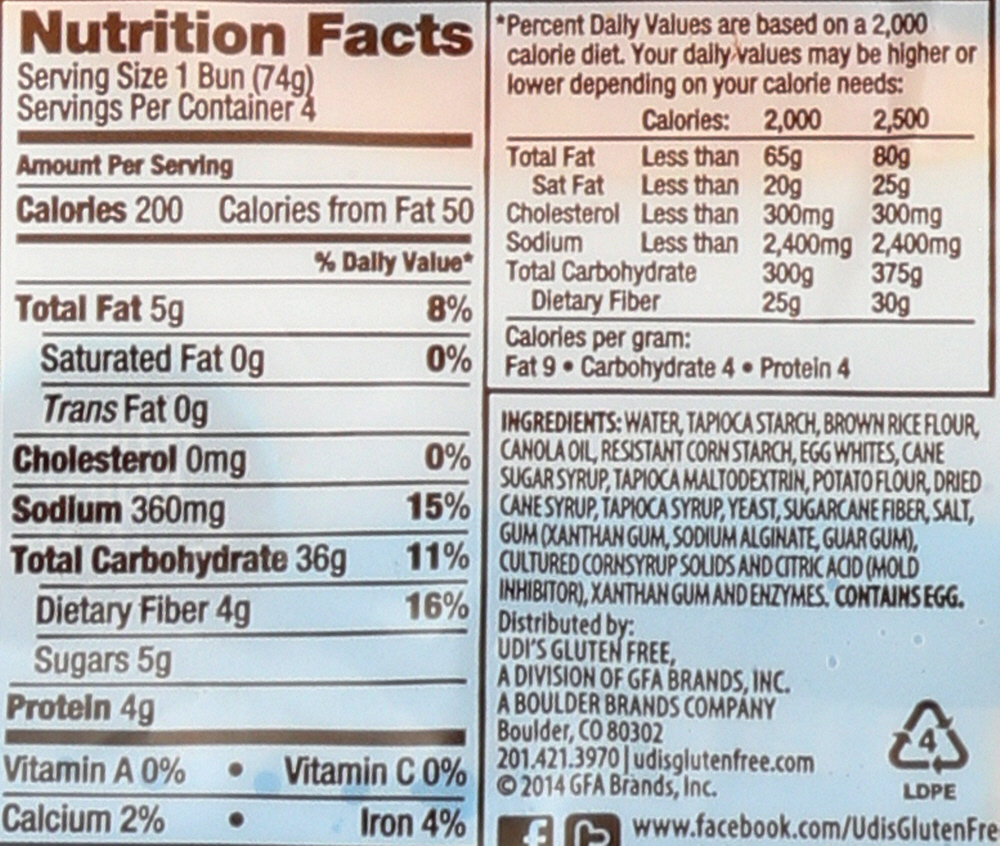 Nutrition Facts
Serving Size 1 Bun (74g)
Servings Per Container 4
Amount Per Serving
Calories 200 Calories from Fat 50
% Daily Value*
Total Fat 5g 8%
Saturated Fat 0g 0%
Trans Fat 0g
Cholesterol 0mg 0%
Sodium 360mg 15%
Total Carbohydrate 36g 11%
Dietary Fiber 4g 16%
Sugars 5g
Protein 4g
Vitamin A 0% • Vitamin C 0%
Calcium 2% • Iron 4%
*Percent Daily Values are based on a 2,000
calorie diet. Your daily values may be higher or
lower depending on your calorie needs:
Calories: 2,000 2,500
Total Fat Less than 65g 80g
Sat Fat Less than 20g 25g
Cholesterol Less than 300mg 300mg
Sodium Less than 2,400mg 2,400mg
Total Carbohydrate 300g 375g
Dietary Fiber 25g 30g
Calories per gram:
Fat 9 • Carbohydrate 4 • Protein 4
INGREDIENTS: WATER, TAPIOCA STARCH, BROWN RICE FLOUR,
CANOLA OIL, RESISTANT CORN STARCH, EGG WHITES, CANE
SUGAR SYRUP, TAPIOCA MALTODEXTRIN, POTATO FLOUR, DRIED
CANE SYRUP, TAPIOCA SYRUP, YEAST, SUGARCANE FIBER, SALT,
GUM (XANTHAN GUM, SODIUM ALGINATE, GUAR GUM),
CULTURED CORN SYRUP SOLIDS AND CITRIC ACID (MOLD
INHIBITOR), XANTHAN GUM AND ENZYMES. CONTAINS EGG.
Distributed by:
UDI'S GLUTEN FREE,
A DIVISION OF GFA BRANDS, INC.
A BOULDER BRANDS COMPANY
Boulder, CO 80302
201.421.3970 | udisglutenfree.com
© 2014 GFA Brands, Inc.
4
LDPE
f www.facebook.com/UdisGlutenFre